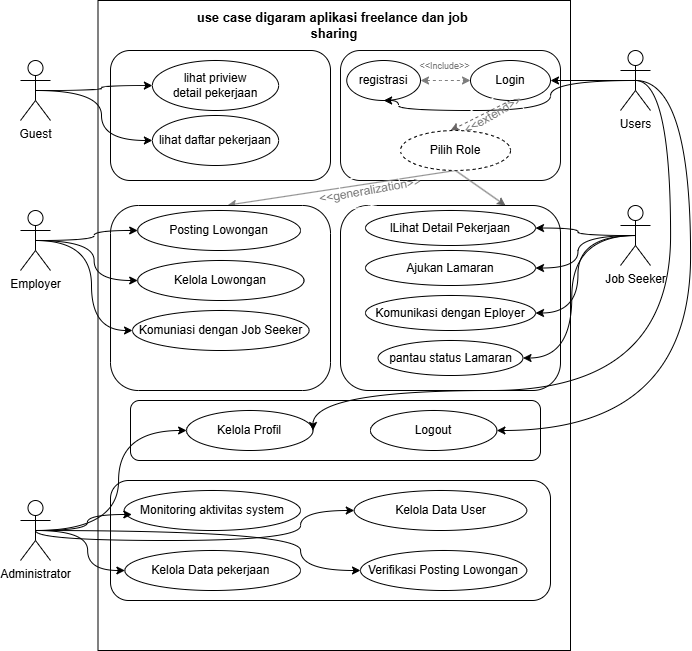 use case digaram aplikasi freelance dan job
sharing
lihat priview
detail pekerjaan
lihat daftar pekerjaan
Guest
registrasi
<<Include>>
Login
<<extend>>
Pilih Role
Users
<<generalization>>
Posting Lowongan
Kelola Lowongan
Komuniasi dengan Job Seeker
Employer
lLihat Detail Pekerjaan
Ajukan Lamaran
Komunikasi dengan Eployer
pantau status Lamaran
Job Seeker
Kelola Profil
Logout
Monitoring aktivitas system
Kelola Data User
Kelola Data pekerjaan
Verifikasi Posting Lowongan
Administrator